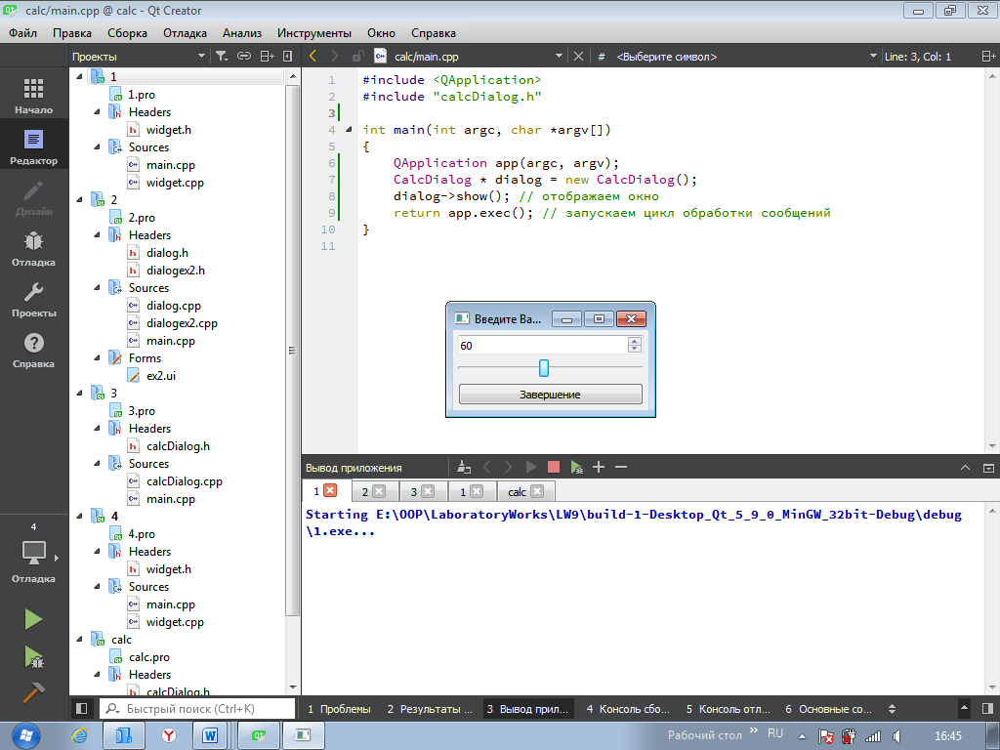 calc/main.cpp @ calc - Qt Creator
Файл Правка Сборка Отладка Анализ Инструменты Окно Справка
Проекты
calc/main.cpp
# <Выберите символ>
Line: 3, Col: 1
Начало
Редактор
Дизайн
Отладка
Проекты
Справка
4
Отладка
1
1.pro
Headers
widget.h
Sources
main.cpp
widget.cpp
2
2.pro
Headers
dialog.h
dialogex2.h
Sources
dialog.cpp
dialogex2.cpp
main.cpp
Forms
ex2.ui
3
3.pro
Headers
calcDialog.h
Sources
calcDialog.cpp
main.cpp
4
4.pro
Headers
widget.h
Sources
main.cpp
widget.cpp
calc
calc.pro
Headers
calcDialog.h
1 #include <QApplication>
2 #include "calcDialog.h"
3
4 int main(int argc, char *argv[])
5 {
6 QApplication app(argc, argv);
7 CalcDialog * dialog = new CalcDialog();
8 dialog->show(); // отображаем окно
9 return app.exec(); // запускаем цикл обработки сообщений
10 }
11
Введите Ва...
60
Завершение
Вывод приложения
1 2 3 1 calc
Starting E:\OOP\LaboratoryWorks\LW9\build-1-Desktop_Qt_5_9_0_MinGW_32bit-Debug\debug
\1.exe...
Быстрый поиск (Ctrl+K)
1 Проблемы 2 Результаты ... 3 Вывод прил... 4 Консоль сбо... 5 Консоль отл... 6 Основные со...
Рабочий стол » RU 16:45